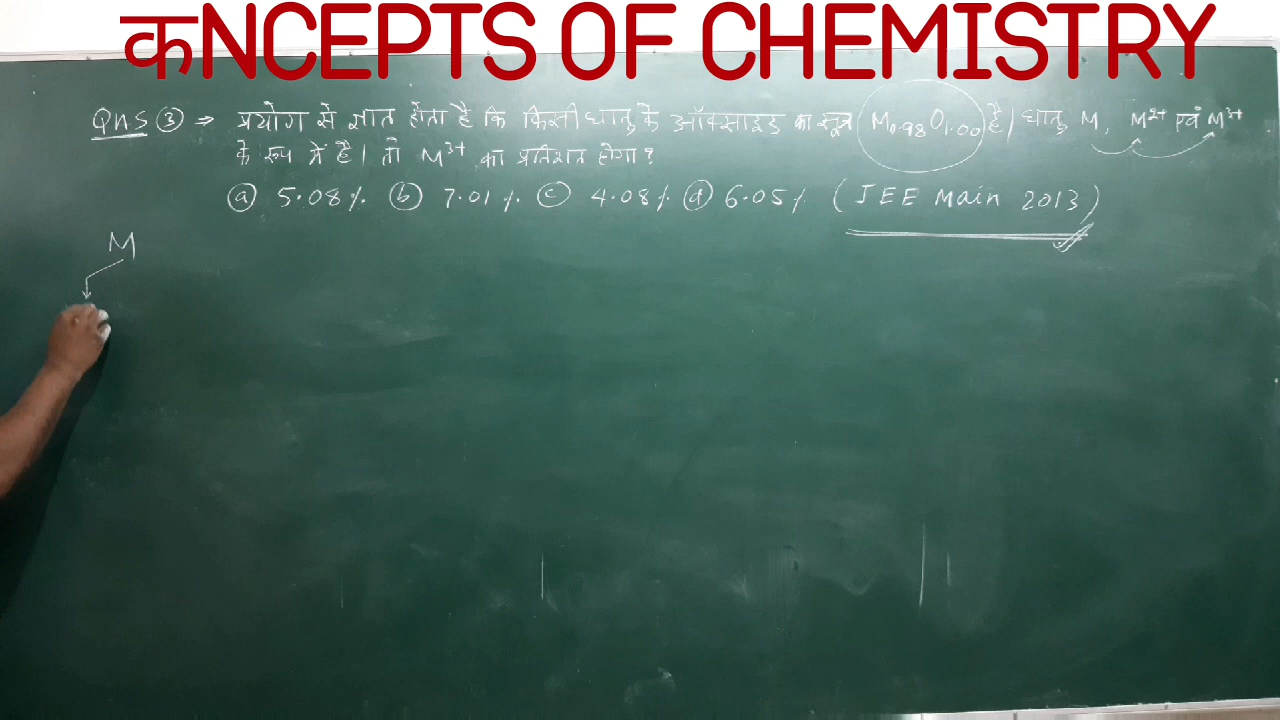 कNCEPTS OF CHEMISTRY
Qns ③ ⇒ प्रयोग से ज्ञात होता है कि किसी धातु के ऑक्साइड का सूत्र M0.98O1.00 है। धातु M, M²⁺ एवं M³⁺
के रूप में है। तो M³⁺ का प्रतिशत होगा?
ⓐ 5.08% ⓑ 7.01% ⓒ 4.08% ⓓ 6.05% (JEE Main 2013)
M